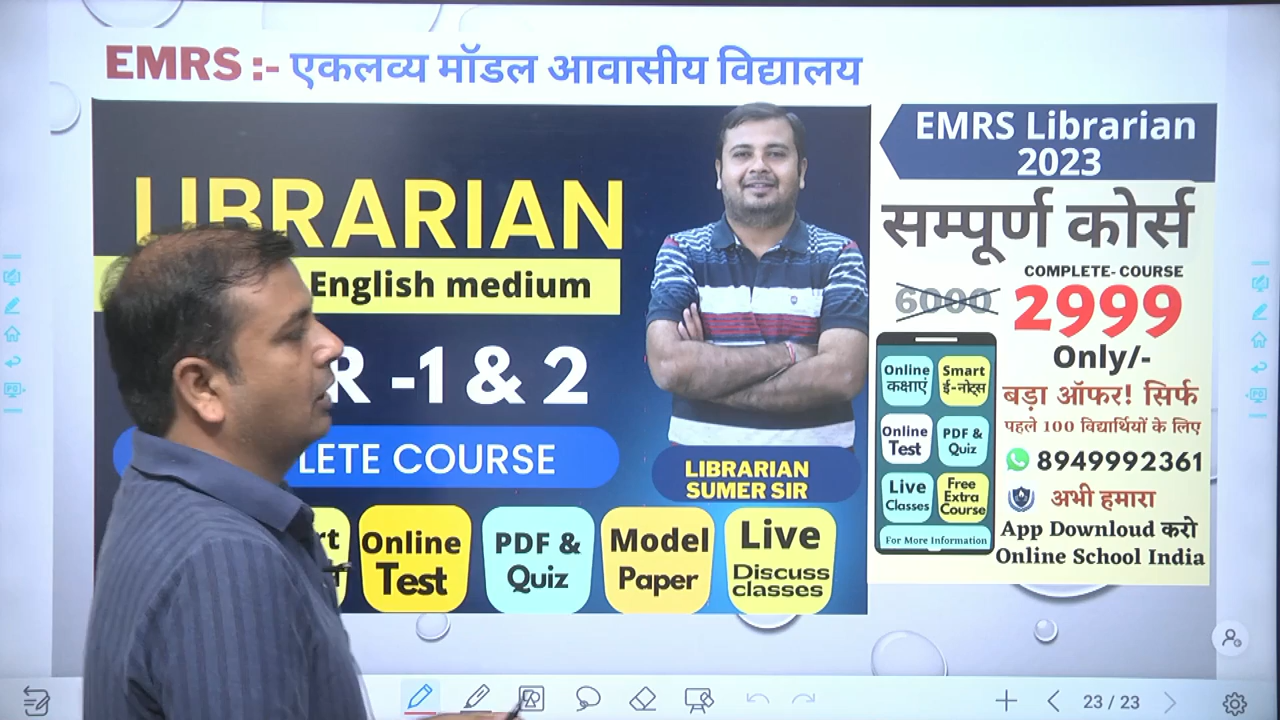 EMRS :- एकलव्य मॉडल आवासीय विद्यालय
LIBRARIAN
English medium
R -1 & 2
LETE COURSE
rt
Online
Test
PDF &
Quiz
Model
Paper
Live
Discuss
classes
LIBRARIAN
SUMER SIR
EMRS Librarian
2023
सम्पूर्ण कोर्स
COMPLETE- COURSE
6000 2999
Only/-
Online
कक्षाएं
Smart
ई-नोट्स
Online
Test
PDF &
Quiz
Live
Classes
Free
Extra
Course
For More Information
बड़ा ऑफर! सिर्फ
पहले 100 विद्यार्थियों के लिए
8949992361
अभी हमारा
App Downloud करो
Online School India
23 / 23